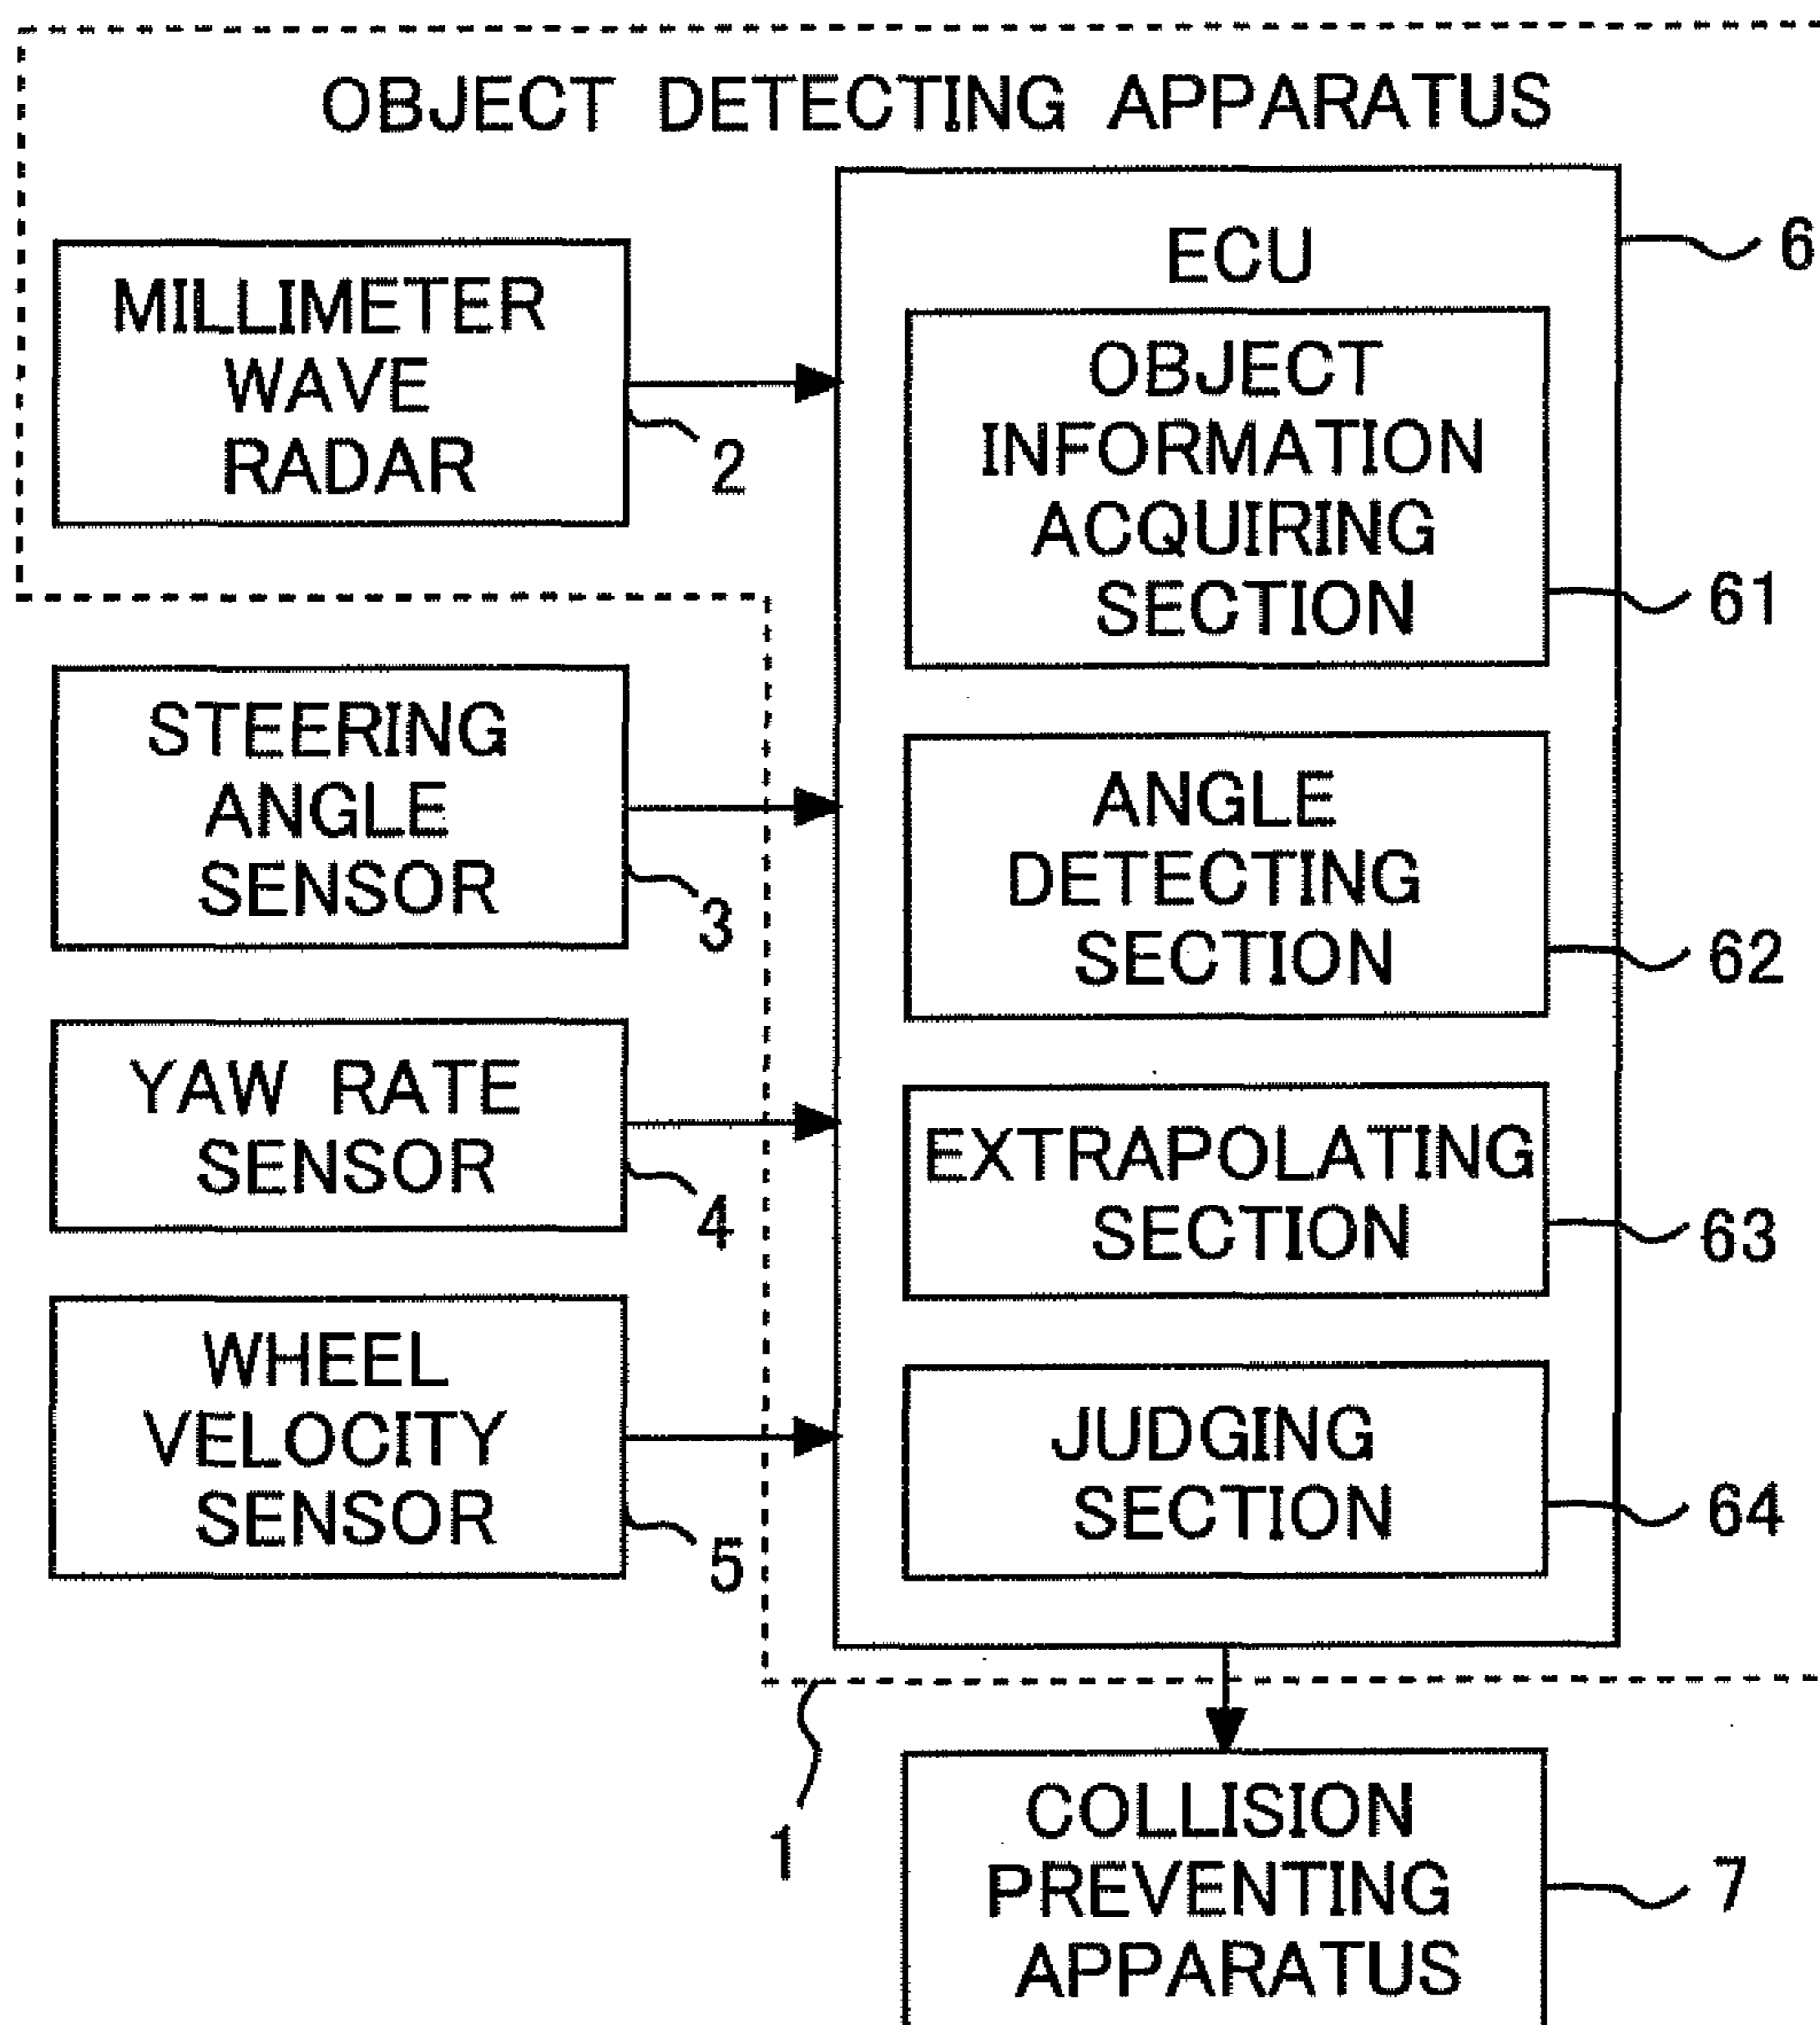 OBJECT DETECTING APPARATUS
MILLIMETER
WAVE
RADAR
2
STEERING
ANGLE
SENSOR
3
YAW RATE
SENSOR
4
WHEEL
VELOCITY
SENSOR
5
ECU
6
OBJECT
INFORMATION
ACQUIRING
SECTION
61
ANGLE
DETECTING
SECTION
62
EXTRAPOLATING
SECTION
63
JUDGING
SECTION
64
1
COLLISION
PREVENTING
APPARATUS
7